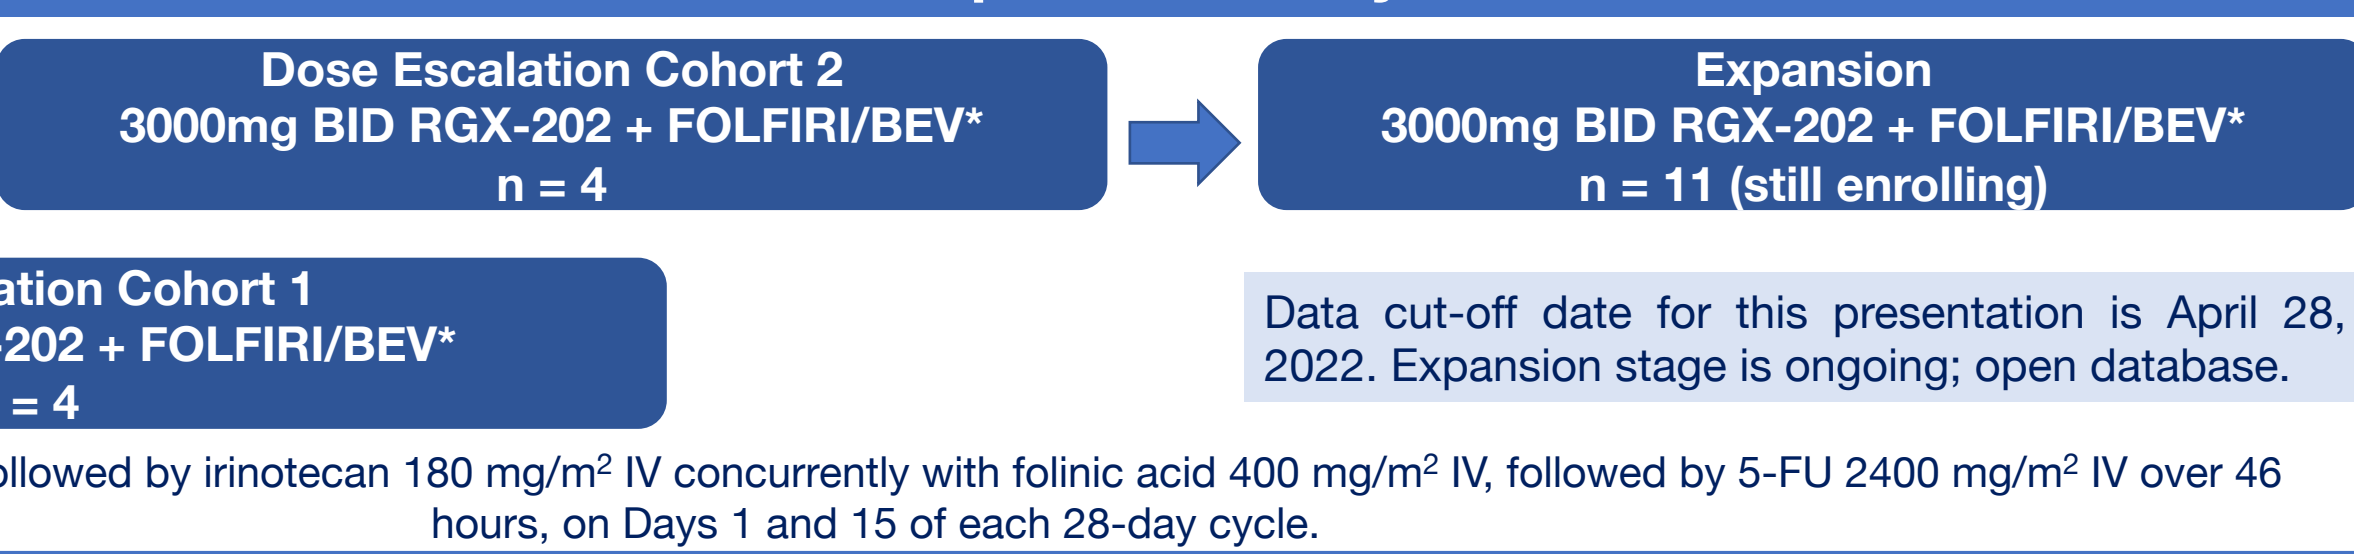 Dose Escalation Cohort 2
3000mg BID RGX-202 + FOLFIRI/BEV*
n = 4
Expansion
3000mg BID RGX-202 + FOLFIRI/BEV*
n = 11 (still enrolling)
Cohort 1
-202 + FOLFIRI/BEV*
= 4
Data cut-off date for this presentation is April 28,
2022. Expansion stage is ongoing; open database.
by irinotecan 180 mg/m² IV concurrently with folinic acid 400 mg/m² IV, followed by 5-FU 2400 mg/m² IV over 46
hours, on Days 1 and 15 of each 28-day cycle.